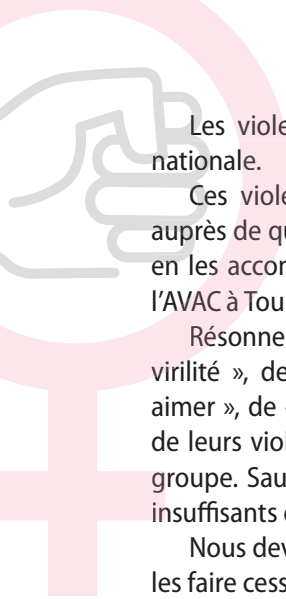 Les viole
nationale.
Ces viole
auprès de qu
en les accor
l'AVAC à Tou
Résonne
virilité », de
aimer », de «
de leurs viol
groupe. Sau
insuffisants
Nous dev
les faire cess